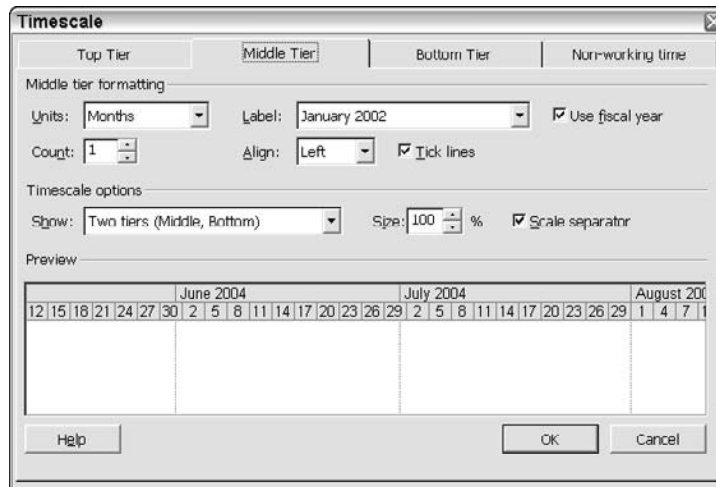 Timescale
Top Tier Middle Tier Bottom Tier Non-working time
Middle tier formatting
Units: Months Label: January 2002 Use fiscal year
Count: 1 Align: Left Tick lines
Timescale options
Show: Two tiers (Middle, Bottom) Size: 100 % Scale separator
Preview
June 2004 July 2004 August 200
12 15 18 21 24 27 30 2 5 8 11 14 17 20 23 26 29 2 5 8 11 14 17 20 23 26 29 1 4 7 1
Help OK Cancel